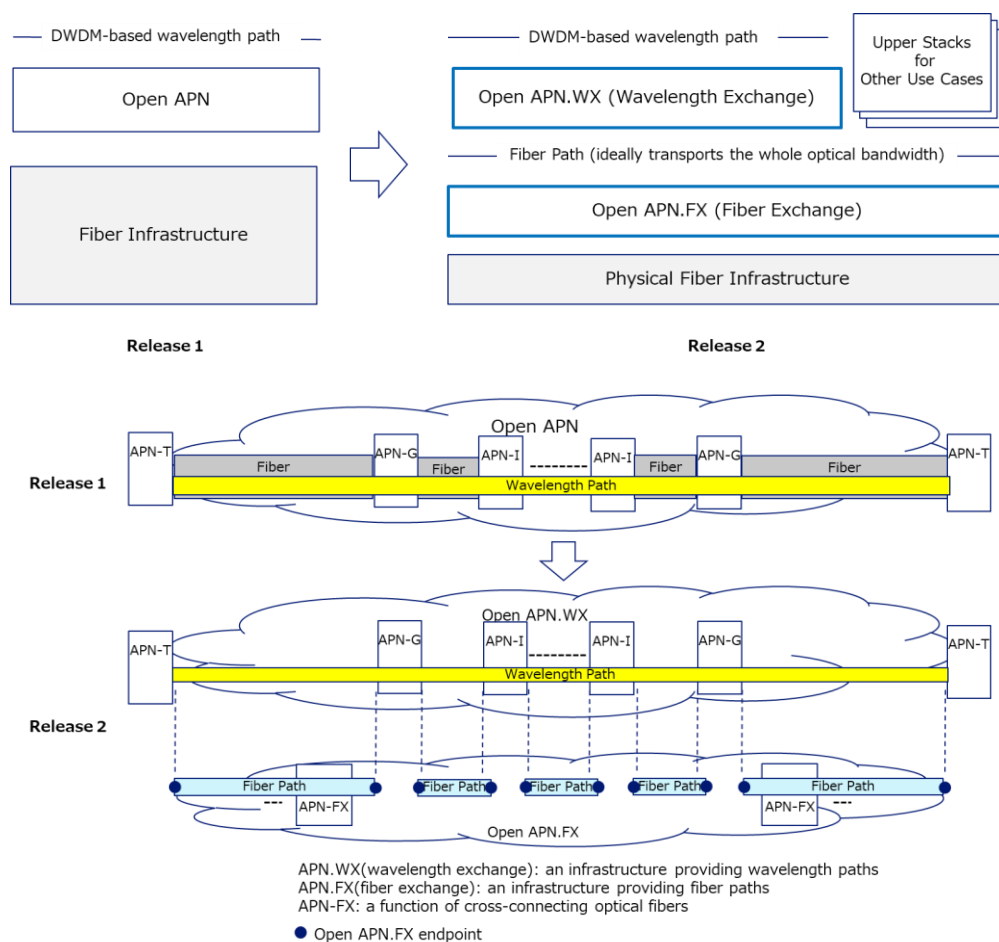 DWDM-based wavelength path
Open APN
Fiber Infrastructure
Release 1
DWDM-based wavelength path
Open APN.WX (Wavelength Exchange)
Upper Stacks
for
Other Use Cases
Fiber Path (ideally transports the whole optical bandwidth)
Open APN.FX (Fiber Exchange)
Physical Fiber Infrastructure
Release 2
Release 1
Open APN
APN-T
Fiber
APN-G
Fiber
APN-I
APN-I
Fiber
APN-G
Fiber
APN-T
Wavelength Path
Release 2
Open APN.WX
APN-T
APN-G
APN-I
APN-I
APN-G
APN-T
Wavelength Path
Fiber Path
Fiber Path
Fiber Path
Fiber Path
Fiber Path
APN-FX
APN-FX
Open APN.FX
APN.WX(wavelength exchange): an infrastructure providing wavelength paths
APN.FX(fiber exchange): an infrastructure providing fiber paths
APN-FX: a function of cross-connecting optical fibers
Open APN.FX endpoint